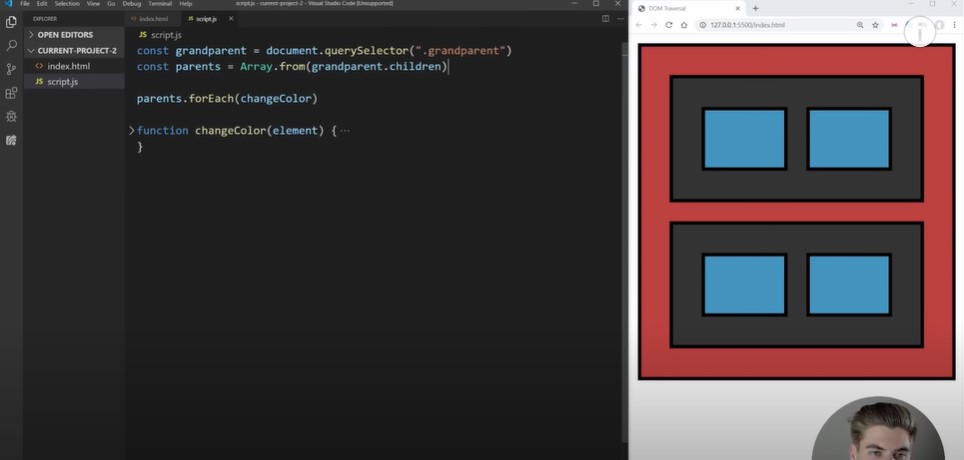 File Edit Selection View Go Debug Terminal Help
script.js - current-project-2 - Visual Studio Code [Unsupported]
EXPLORER
OPEN EDITORS
CURRENT-PROJECT-2
<> index.html
JS script.js
<> index.html
JS script.js ×
JS script.js
const grandparent = document.querySelector(".grandparent")
const parents = Array.from(grandparent.children)
parents.forEach(changeColor)
function changeColor(element) { ...
}
DOM Traversal
127.0.0.1:5500/index.html